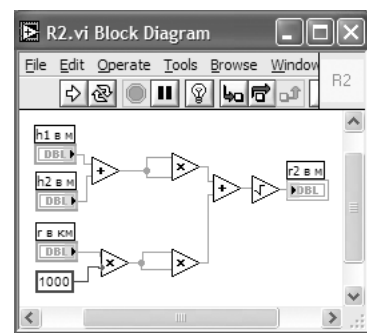 R2.vi Block Diagram
File Edit Operate Tools Browse Window
R2
h1 в м
DBL
h2 в м
DBL
r2 в м
DBL
r в км
DBL
1000